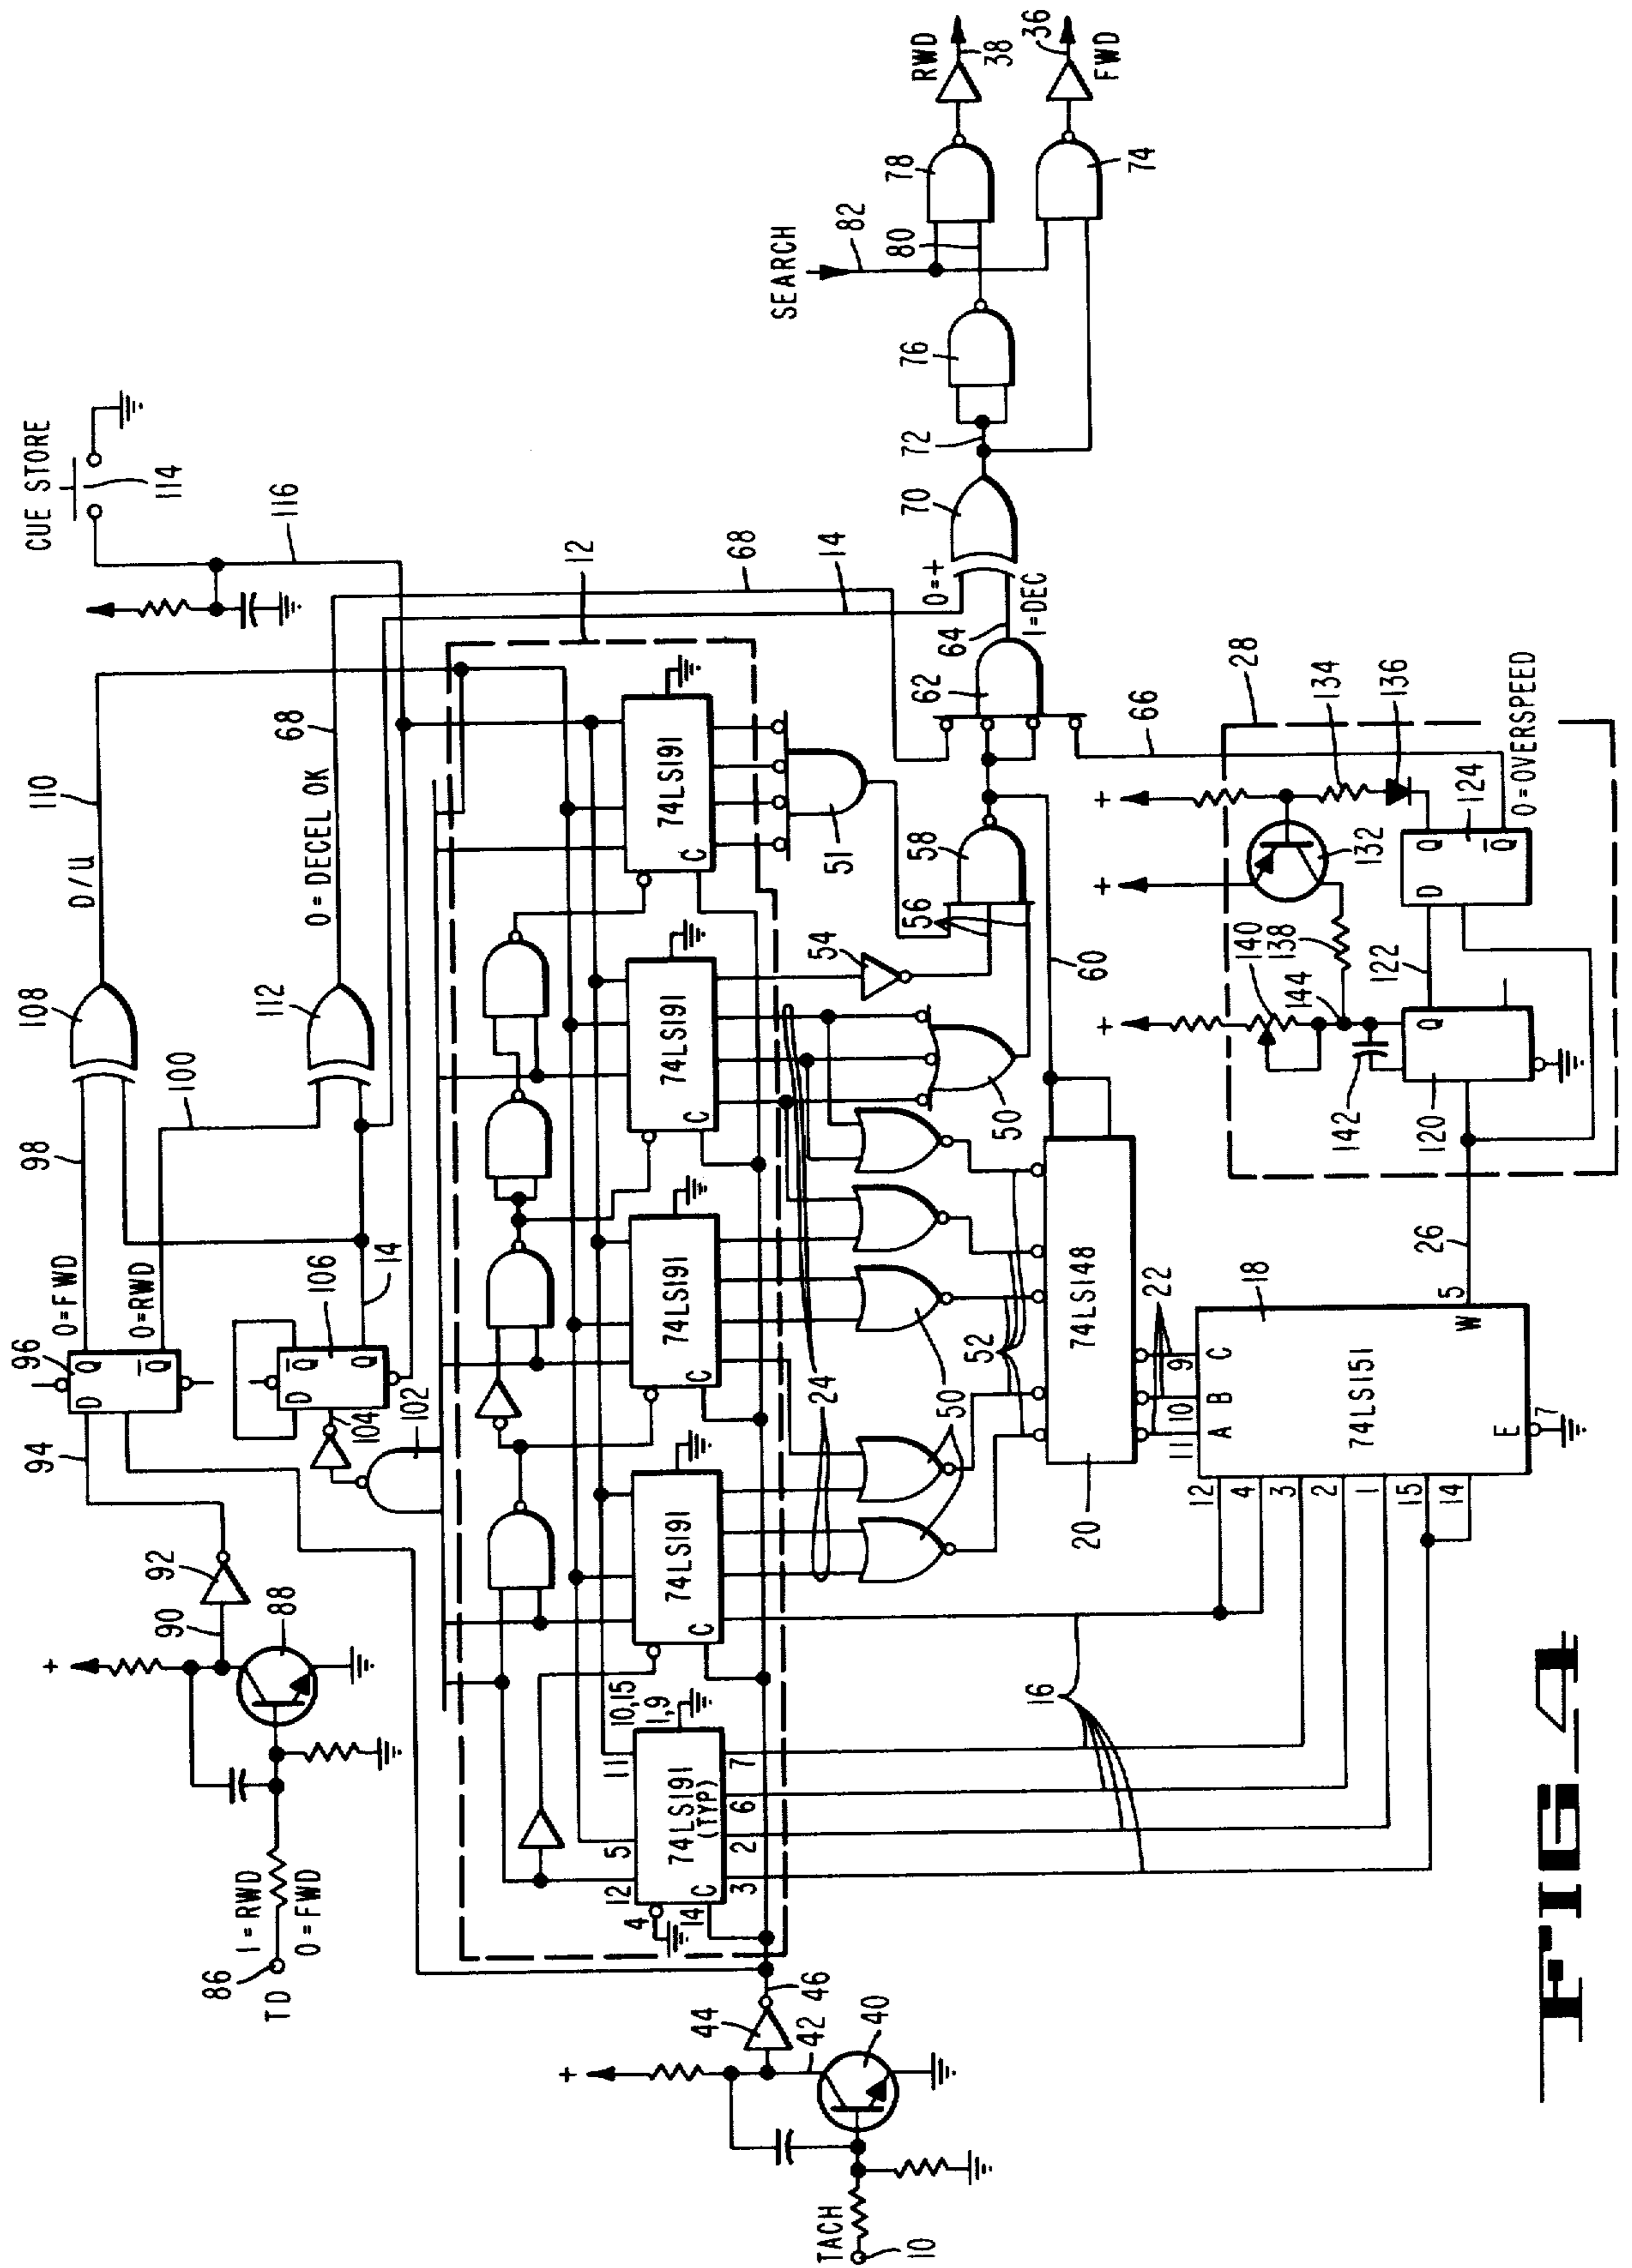 CUE STORE
114
116
110
D/U
68
0=DECEL OK
108
112
98
100
0=FWD
0=RWD
96
D
Q
Q̄
94
106
14
D
Q̄
Q
104
102
92
90
88
+
1=RWD
0=FWD
86
TD
12
74LS191
C
74LS191
C
74LS191
C
74LS191
C
10,15
1,9
11
5
12
74LS191
(TYP)
4
14
C
3
2
6
7
51
54
56
58
60
24
50
50
50
52
74LS148
20
22
9
10
11
A
B
C
18
74LS151
W
5
E
7
12
4
3
2
1
15
14
16
26
46
44
42
40
+
TACH
10
68
14
0=+
64
1=DEC
62
66
70
72
76
SEARCH
82
80
78
74
RWD
38
36
FWD
28
134
136
132
+
+
+
140
138
144
142
122
120
Q
D
Q
Q̄
124
0=OVERSPEED
FIG 4